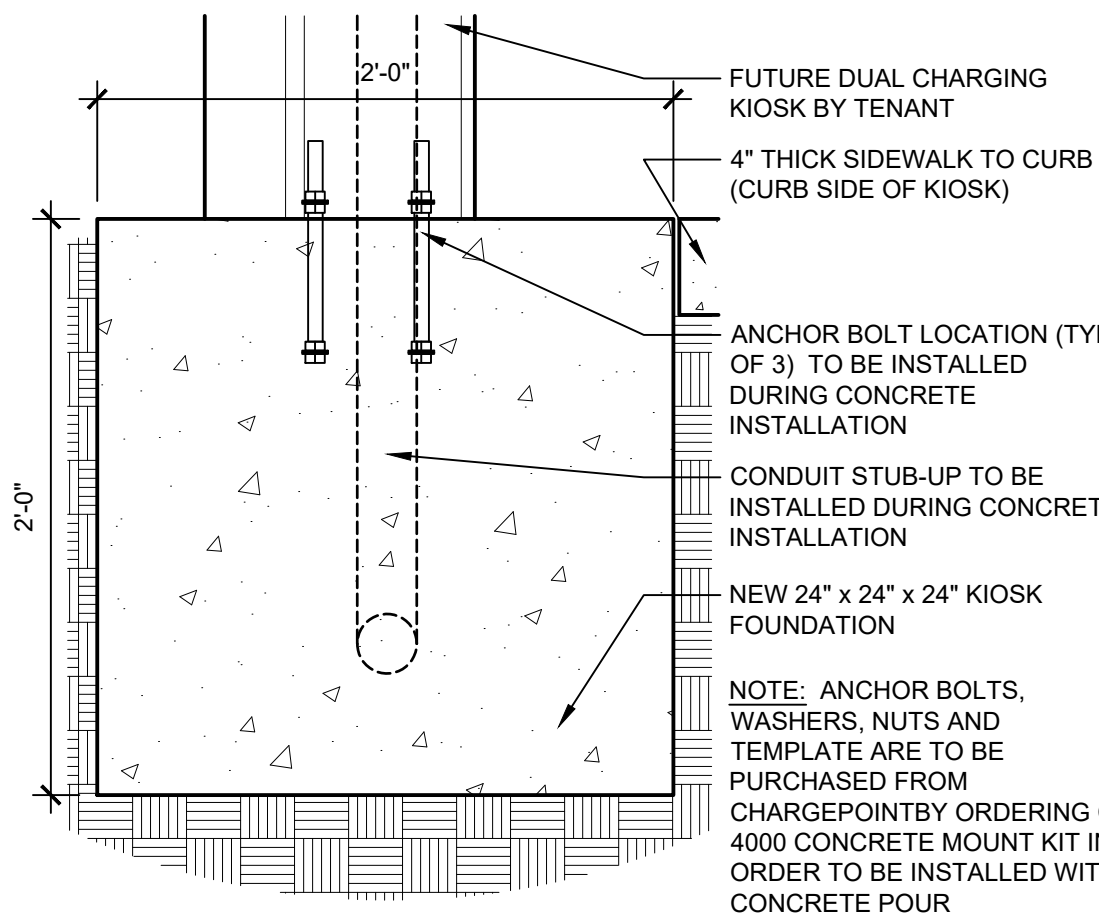 2'-0"
FUTURE DUAL CHARGING
KIOSK BY TENANT
4" THICK SIDEWALK TO CURB
(CURB SIDE OF KIOSK)
ANCHOR BOLT LOCATION (TYP
OF 3) TO BE INSTALLED
DURING CONCRETE
INSTALLATION
CONDUIT STUB-UP TO BE
INSTALLED DURING CONCRET
INSTALLATION
2'-0"
NEW 24" x 24" x 24" KIOSK
FOUNDATION
NOTE: ANCHOR BOLTS,
WASHERS, NUTS AND
TEMPLATE ARE TO BE
PURCHASED FROM
CHARGEPOINTBY ORDERING
4000 CONCRETE MOUNT KIT IN
ORDER TO BE INSTALLED WIT
CONCRETE POUR